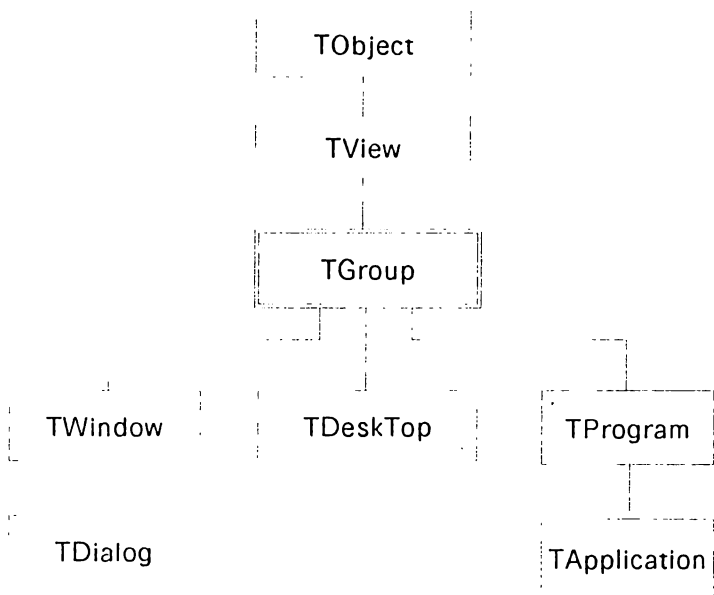 TObject
TView
TGroup
TWindow
TDeskTop
TProgram
TDialog
TApplication